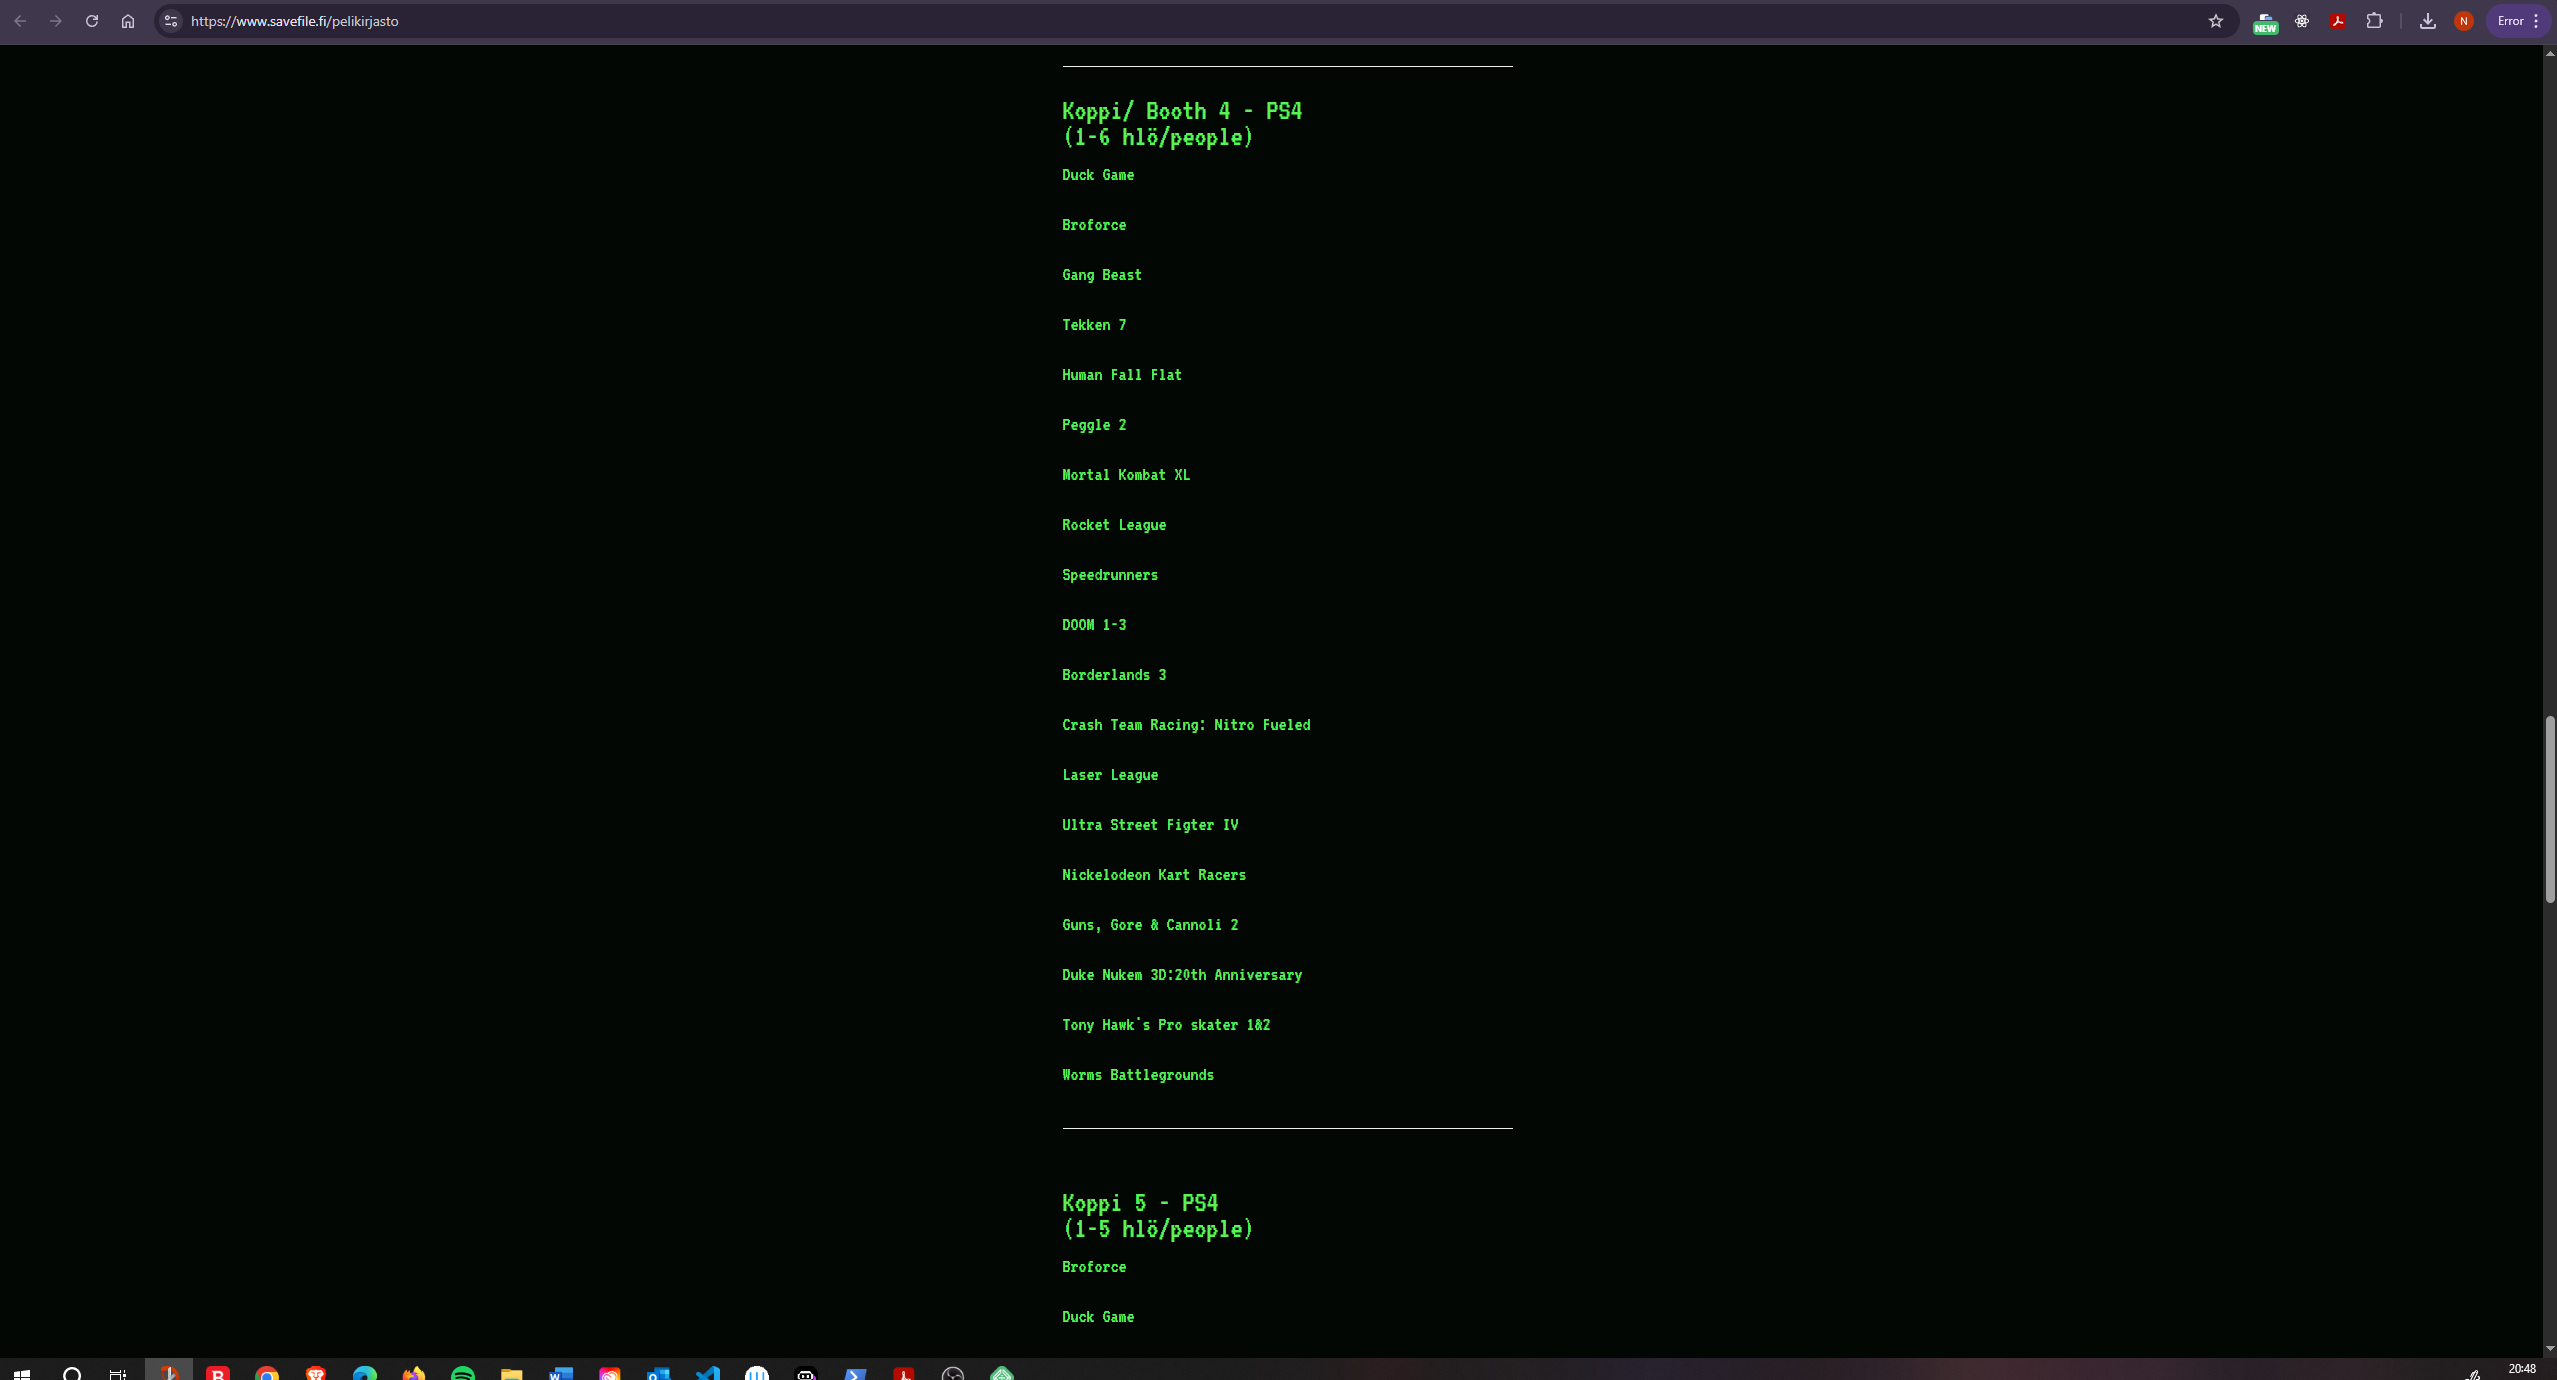 https://www.savefile.fi/pelikirjasto
NEW
N
Error
Koppi/ Booth 4 - PS4
(1-6 hlö/people)
Duck Game
Broforce
Gang Beast
Tekken 7
Human Fall Flat
Peggle 2
Mortal Kombat XL
Rocket League
Speedrunners
DOOM 1-3
Borderlands 3
Crash Team Racing: Nitro Fueled
Laser League
Ultra Street Figter IV
Nickelodeon Kart Racers
Guns, Gore & Cannoli 2
Duke Nukem 3D:20th Anniversary
Tony Hawk's Pro skater 1&2
Worms Battlegrounds
Koppi 5 - PS4
(1-5 hlö/people)
Broforce
Duck Game
20:48